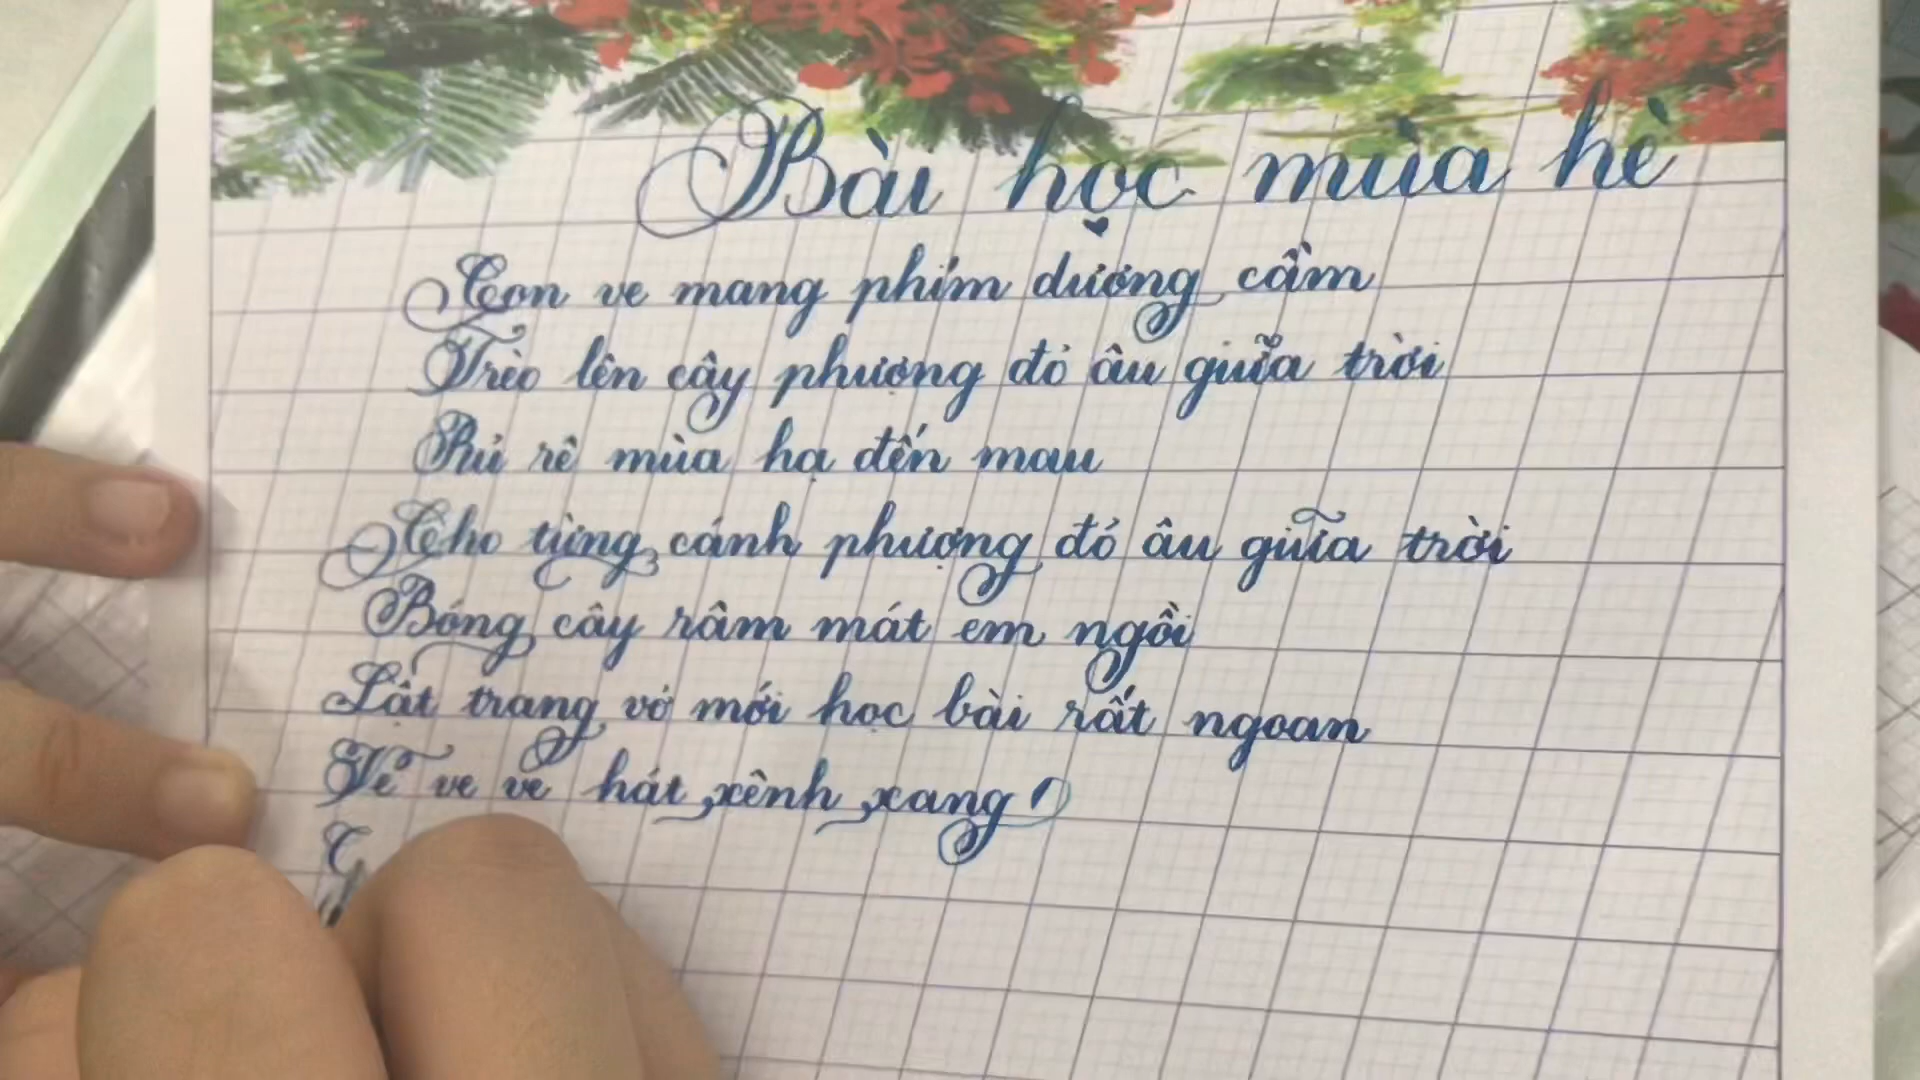 Bài học mùa hè
Con ve mang phím dương cầm
Trèo lên cây phượng đỏ âu giữa trời
Rủ rê mùa hạ đến mau
Cho từng cánh phượng đỏ âu giữa trời
Bóng cây râm mát em ngồi
Lật trang vở mới học bài rất ngoan
Ve ve ve hát xênh xang